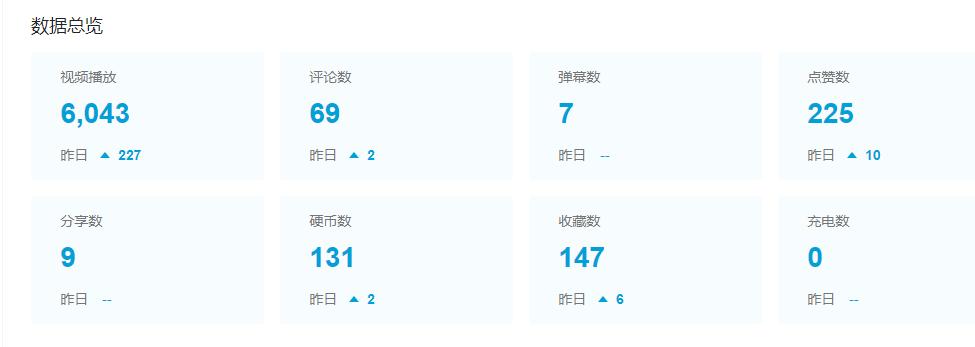 数据总览
视频播放 评论数 弹幕数 点赞数
6,043 69 7 225
昨日 ▲ 227 昨日 ▲ 2 昨日 -- 昨日 ▲ 10
分享数 硬币数 收藏数 充电数
9 131 147 0
昨日 -- 昨日 ▲ 2 昨日 ▲ 6 昨日 --